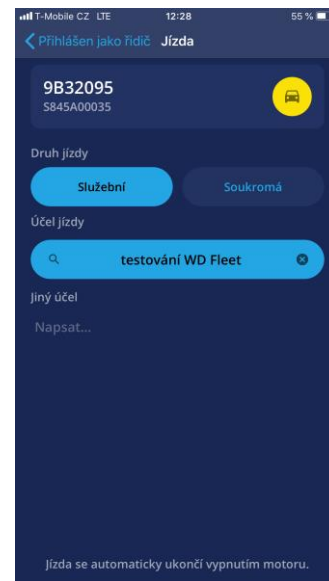 T-Mobile CZ LTE 12:28 55 %
Přihlášen jako řidič Jízda
9B32095
S845A00035
Druh jízdy
Služební Soukromá
Účel jízdy
testování WD Fleet
Jiný účel
Napsat...
Jízda se automaticky ukončí vypnutím motoru.